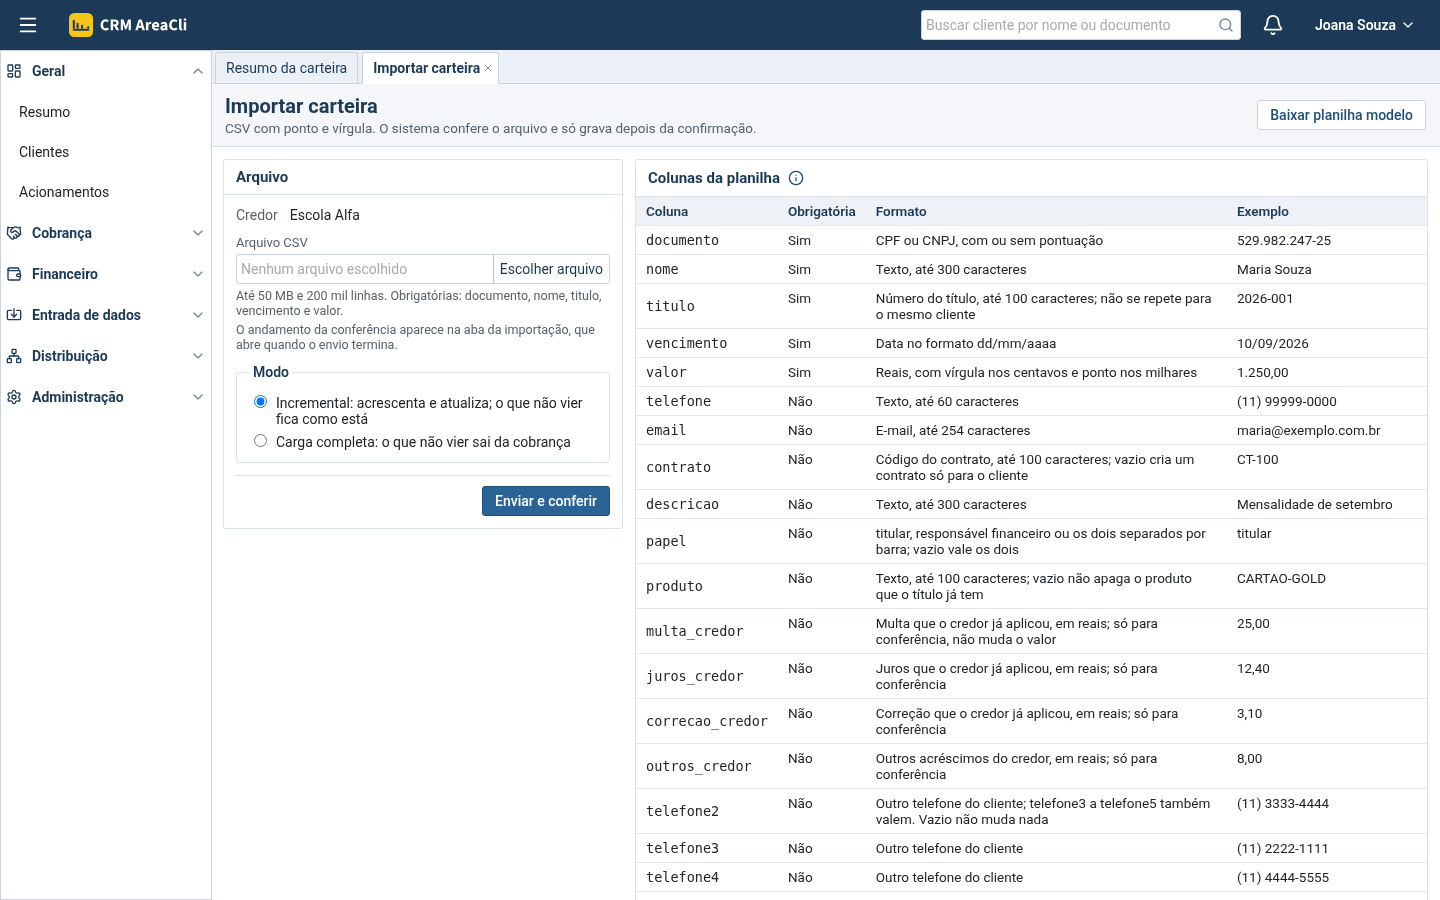 CRM AreaCli
Buscar cliente por nome ou documento
Joana Souza
Geral
Resumo
Clientes
Acionamentos
Cobrança
Financeiro
Entrada de dados
Distribuição
Administração
Resumo da carteira
Importar carteira
Importar carteira
CSV com ponto e vírgula. O sistema confere o arquivo e só grava depois da confirmação.
Baixar planilha modelo
Arquivo
Credor Escola Alfa
Arquivo CSV
Nenhum arquivo escolhido
Escolher arquivo
Até 50 MB e 200 mil linhas. Obrigatórias: documento, nome, titulo,
vencimento e valor.
O andamento da conferência aparece na aba da importação, que
abre quando o envio termina.
Modo
Incremental: acrescenta e atualiza; o que não vier
fica como está
Carga completa: o que não vier sai da cobrança
Enviar e conferir
Colunas da planilha
Coluna Obrigatória Formato Exemplo
documento Sim CPF ou CNPJ, com ou sem pontuação 529.982.247-25
nome Sim Texto, até 300 caracteres Maria Souza
titulo Sim Número do título, até 100 caracteres; não se repete para 2026-001
o mesmo cliente
vencimento Sim Data no formato dd/mm/aaaa 10/09/2026
valor Sim Reais, com vírgula nos centavos e ponto nos milhares 1.250,00
telefone Não Texto, até 60 caracteres (11) 99999-0000
email Não E-mail, até 254 caracteres maria@exemplo.com.br
contrato Não Código do contrato, até 100 caracteres; vazio cria um CT-100
contrato só para o cliente
descricao Não Texto, até 300 caracteres Mensalidade de setembro
papel Não titular, responsável financeiro ou os dois separados por titular
barra; vazio vale os dois
produto Não Texto, até 100 caracteres; vazio não apaga o produto CARTAO-GOLD
que o título já tem
multa_credor Não Multa que o credor já aplicou, em reais; só para 25,00
conferência, não muda o valor
juros_credor Não Juros que o credor já aplicou, em reais; só para 12,40
conferência
correcao_credor Não Correção que o credor já aplicou, em reais; só para 3,10
conferência
outros_credor Não Outros acréscimos do credor, em reais; só para 8,00
conferência
telefone2 Não Outro telefone do cliente; telefone3 a telefone5 também (11) 3333-4444
valem. Vazio não muda nada
telefone3 Não Outro telefone do cliente (11) 2222-1111
telefone4 Não Outro telefone do cliente (11) 4444-5555